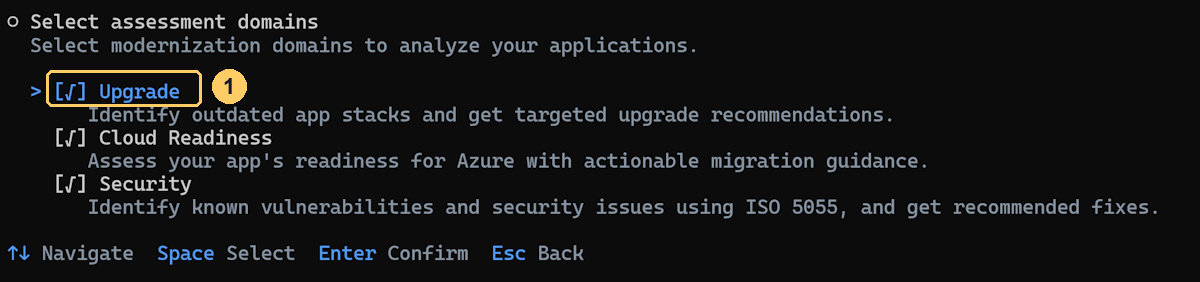 ○ Select assessment domains
Select modernization domains to analyze your applications.
> [√] Upgrade 1
Identify outdated app stacks and get targeted upgrade recommendations.
[√] Cloud Readiness
Assess your app's readiness for Azure with actionable migration guidance.
[√] Security
Identify known vulnerabilities and security issues using ISO 5055, and get recommended fixes.
↑↓ Navigate Space Select Enter Confirm Esc Back